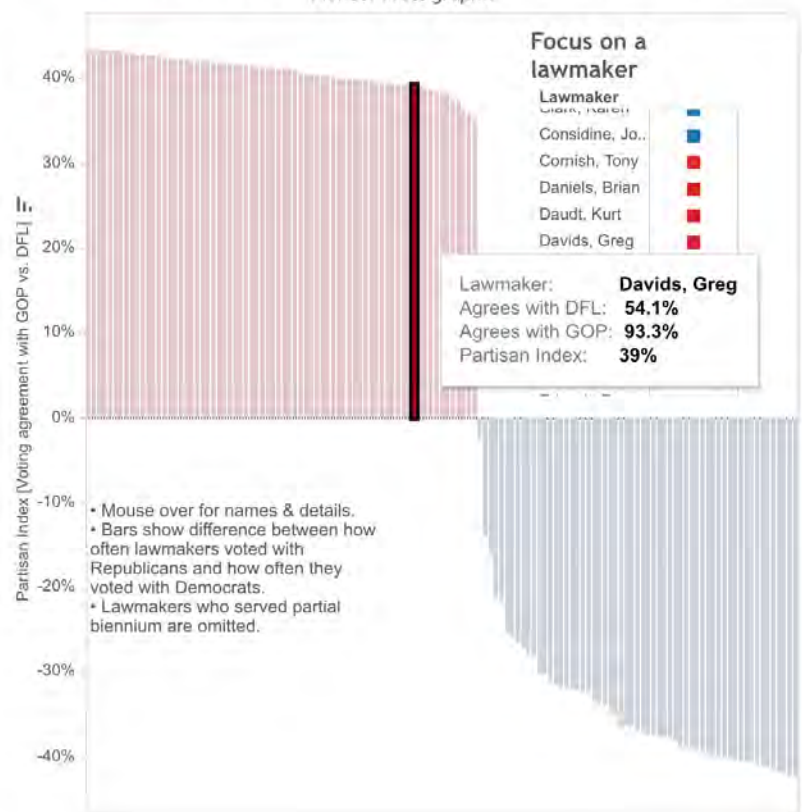 Focus on a
lawmaker
Lawmaker
Clark, Karen
Considine, Jo..
Cornish, Tony
Daniels, Brian
Daudt, Kurt
Davids, Greg
Lawmaker: Davids, Greg
Agrees with DFL: 54.1%
Agrees with GOP: 93.3%
Partisan Index: 39%
Partisan Index [Voting agreement with GOP vs. DFL]
40%
30%
20%
10%
0%
-10%
-20%
-30%
-40%
• Mouse over for names & details.
• Bars show difference between how
often lawmakers voted with
Republicans and how often they
voted with Democrats.
• Lawmakers who served partial
biennium are omitted.